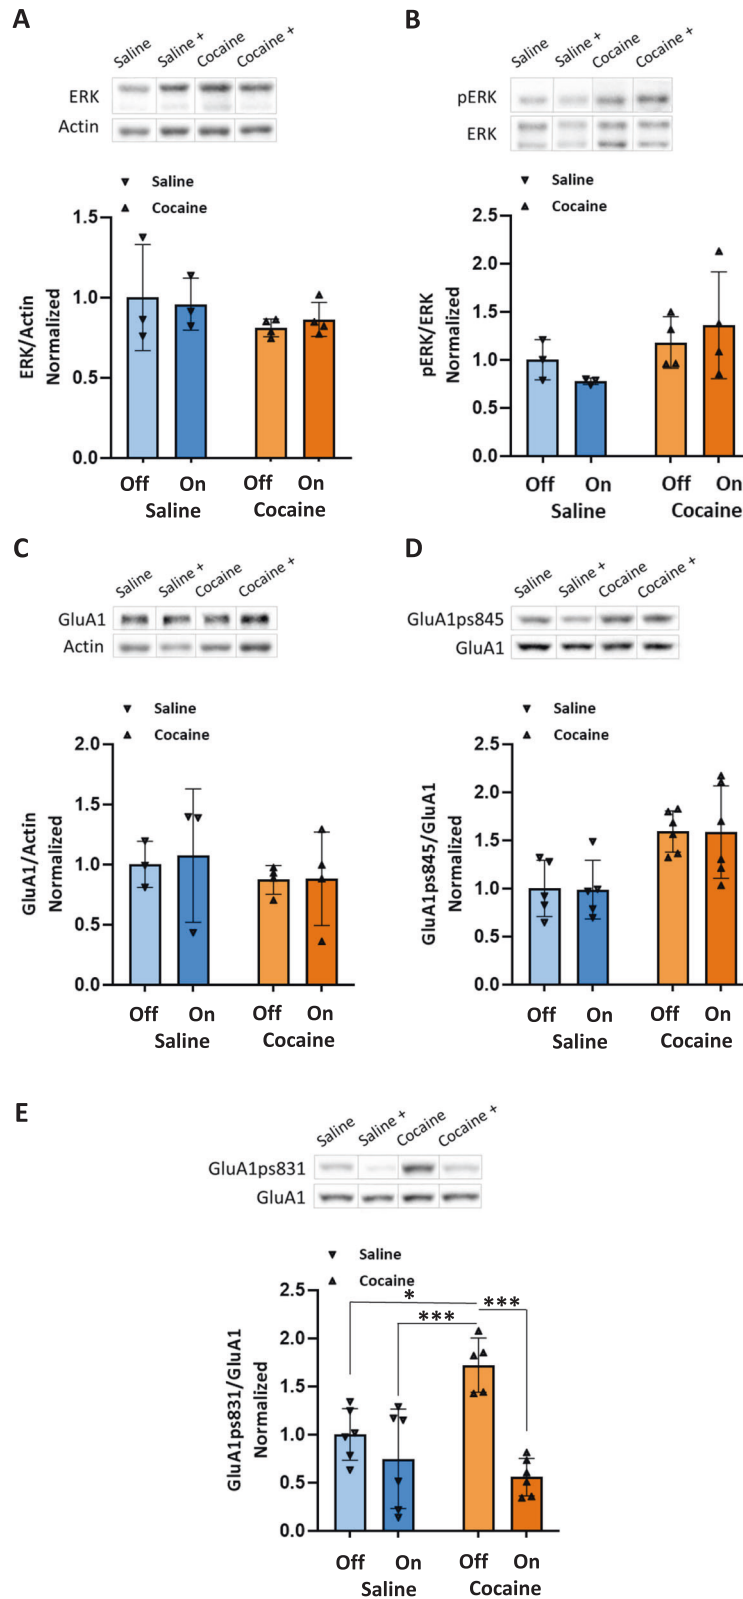 A
Saline Saline + Cocaine Cocaine +
ERK
Actin
Saline
Cocaine
ERK/Actin
Normalized
1.5
1.0
0.5
0.0
Off On Off On
Saline Cocaine
B
Saline Saline + Cocaine Cocaine +
pERK
ERK
Saline
Cocaine
pERK/ERK
Normalized
2.5
2.0
1.5
1.0
0.5
0.0
Off On Off On
Saline Cocaine
C
Saline Saline + Cocaine Cocaine +
GluA1
Actin
Saline
Cocaine
GluA1/Actin
Normalized
2.0
1.5
1.0
0.5
0.0
Off On Off On
Saline Cocaine
D
Saline Saline + Cocaine Cocaine +
GluA1ps845
GluA1
Saline
Cocaine
GluA1ps845/GluA1
Normalized
2.5
2.0
1.5
1.0
0.5
0.0
Off On Off On
Saline Cocaine
E
Saline Saline + Cocaine Cocaine +
GluA1ps831
GluA1
Saline
Cocaine
GluA1ps831/GluA1
Normalized
2.5
2.0
1.5
1.0
0.5
0.0
* ***
***
Off On Off On
Saline Cocaine